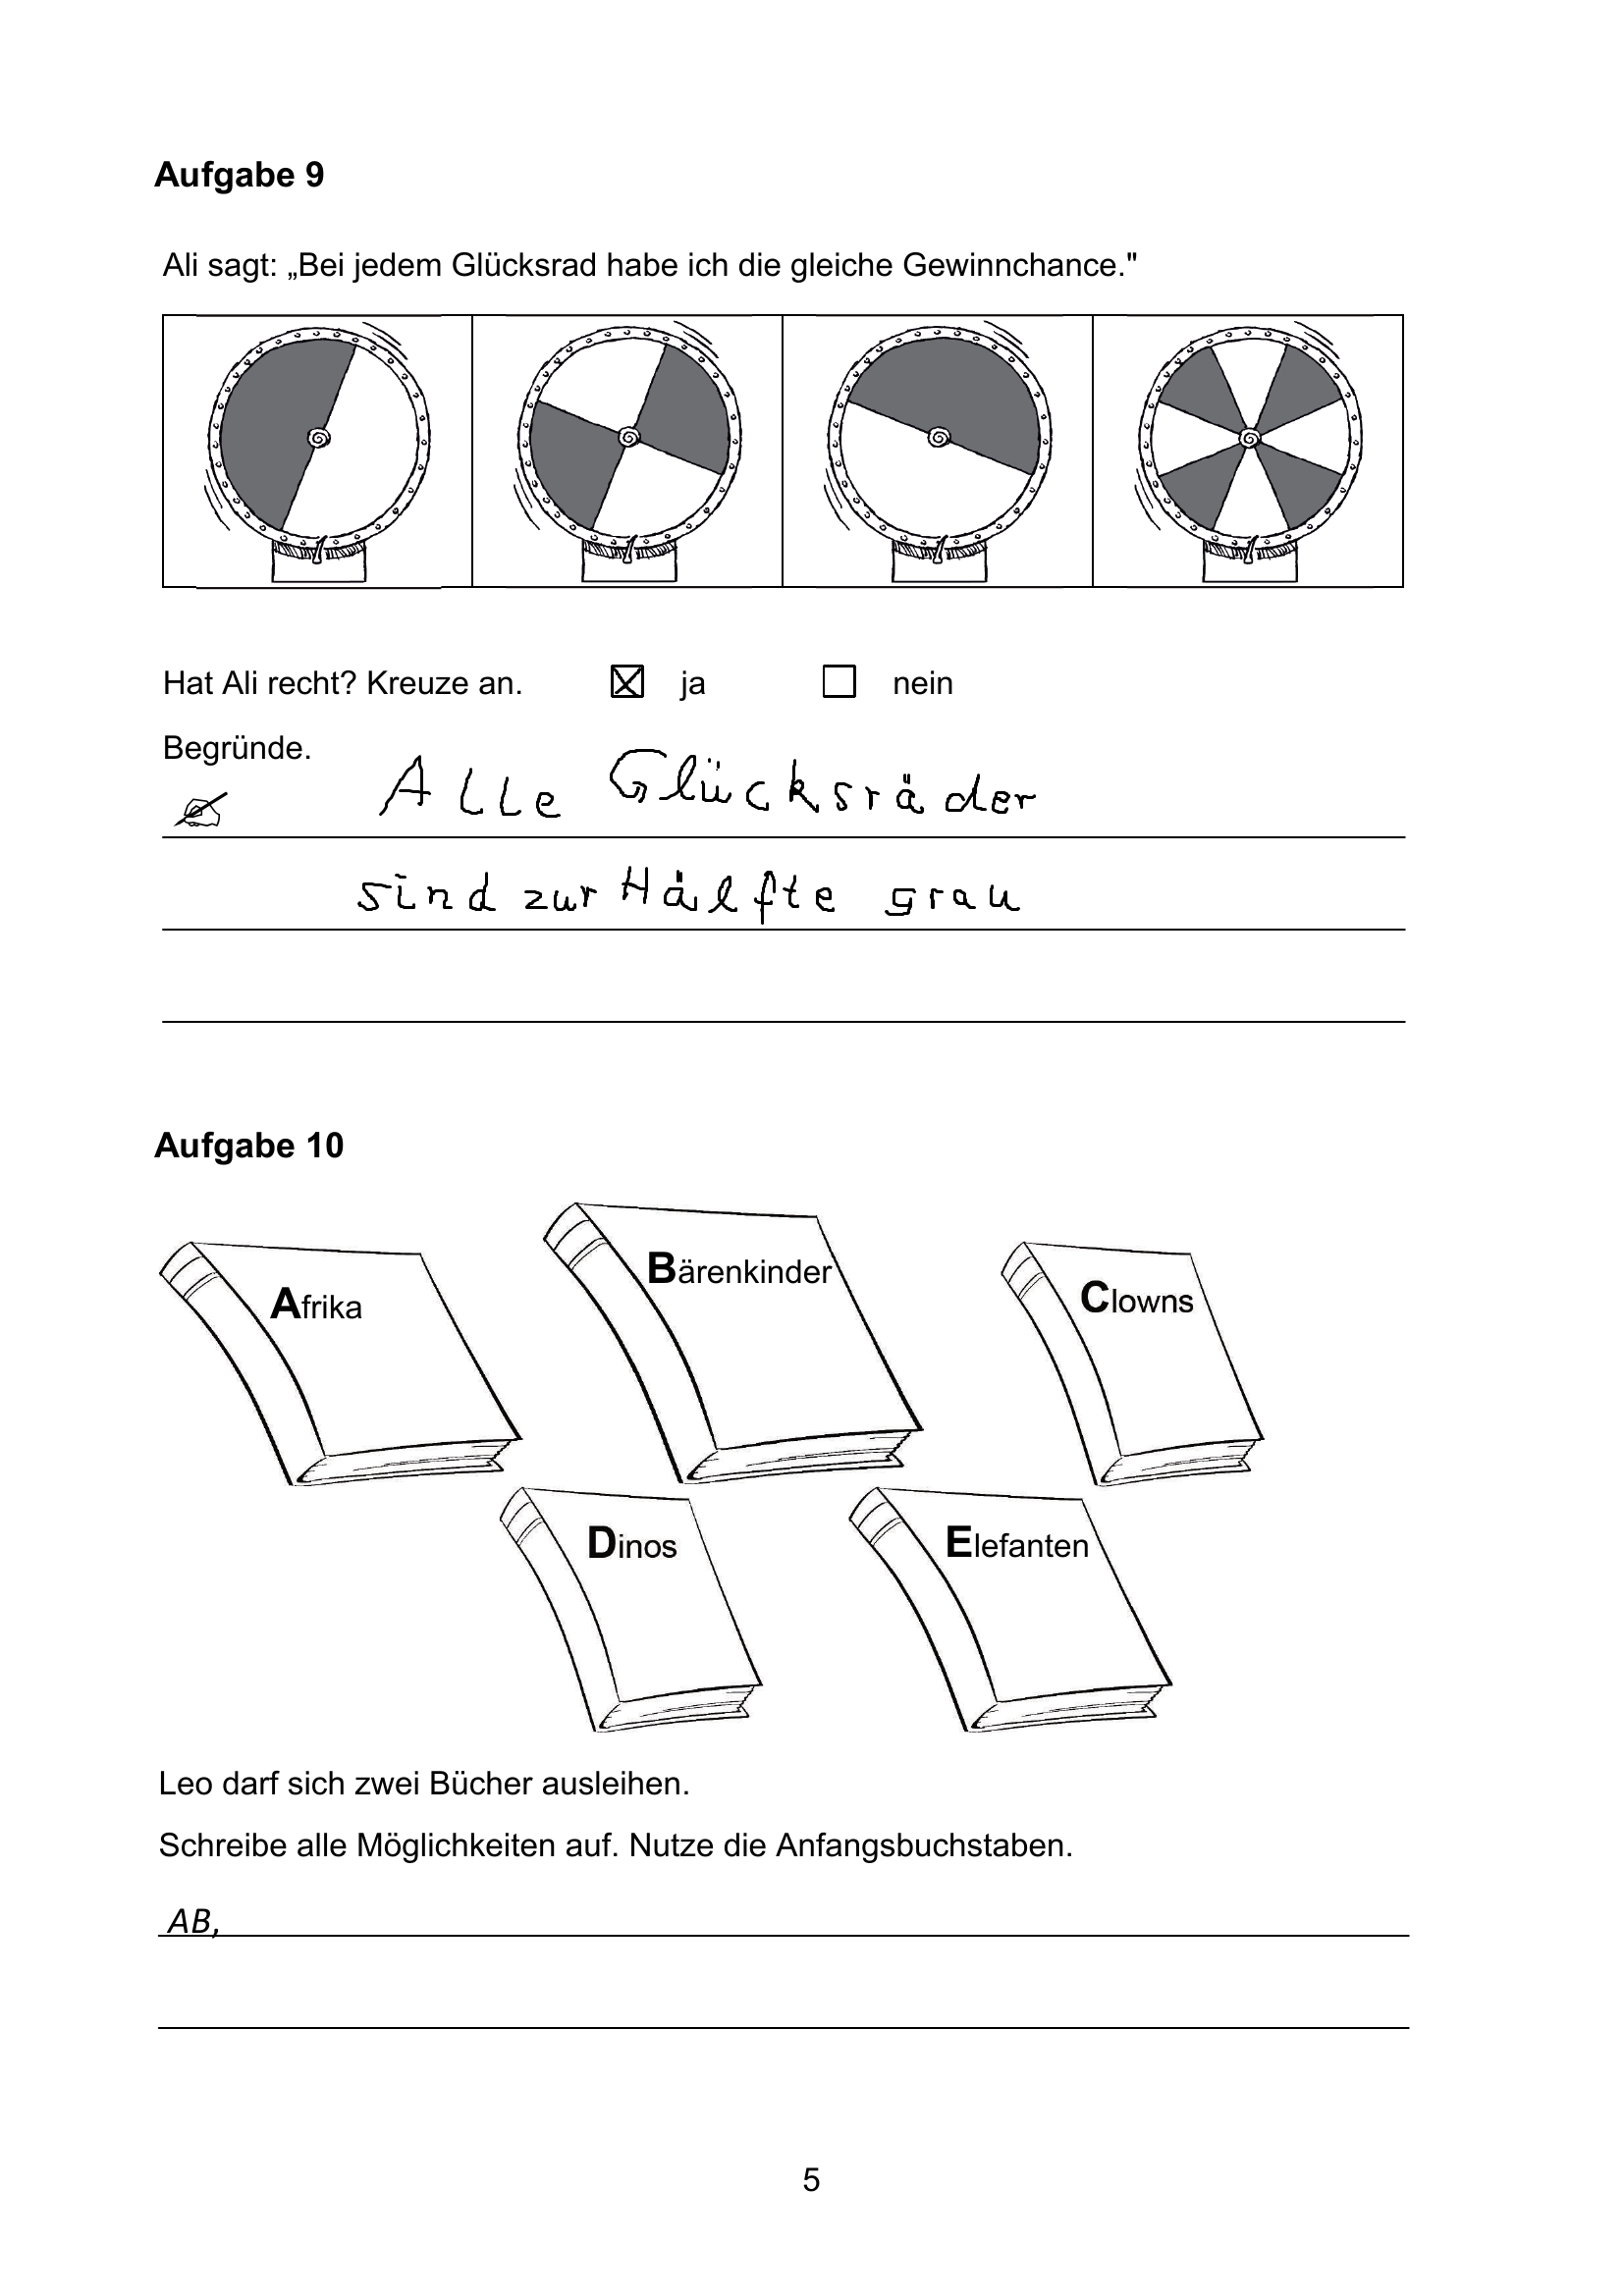 Aufgabe 9
Ali sagt: „Bei jedem Glücksrad habe ich die gleiche Gewinnchance."
Hat Ali recht? Kreuze an. ☒ ja ☐ nein
Begründe.
Alle Glücksräder
sind zur Hälfte grau
Aufgabe 10
Afrika
Bärenkinder
Clowns
Dinos
Elefanten
Leo darf sich zwei Bücher ausleihen.
Schreibe alle Möglichkeiten auf. Nutze die Anfangsbuchstaben.
AB,
5